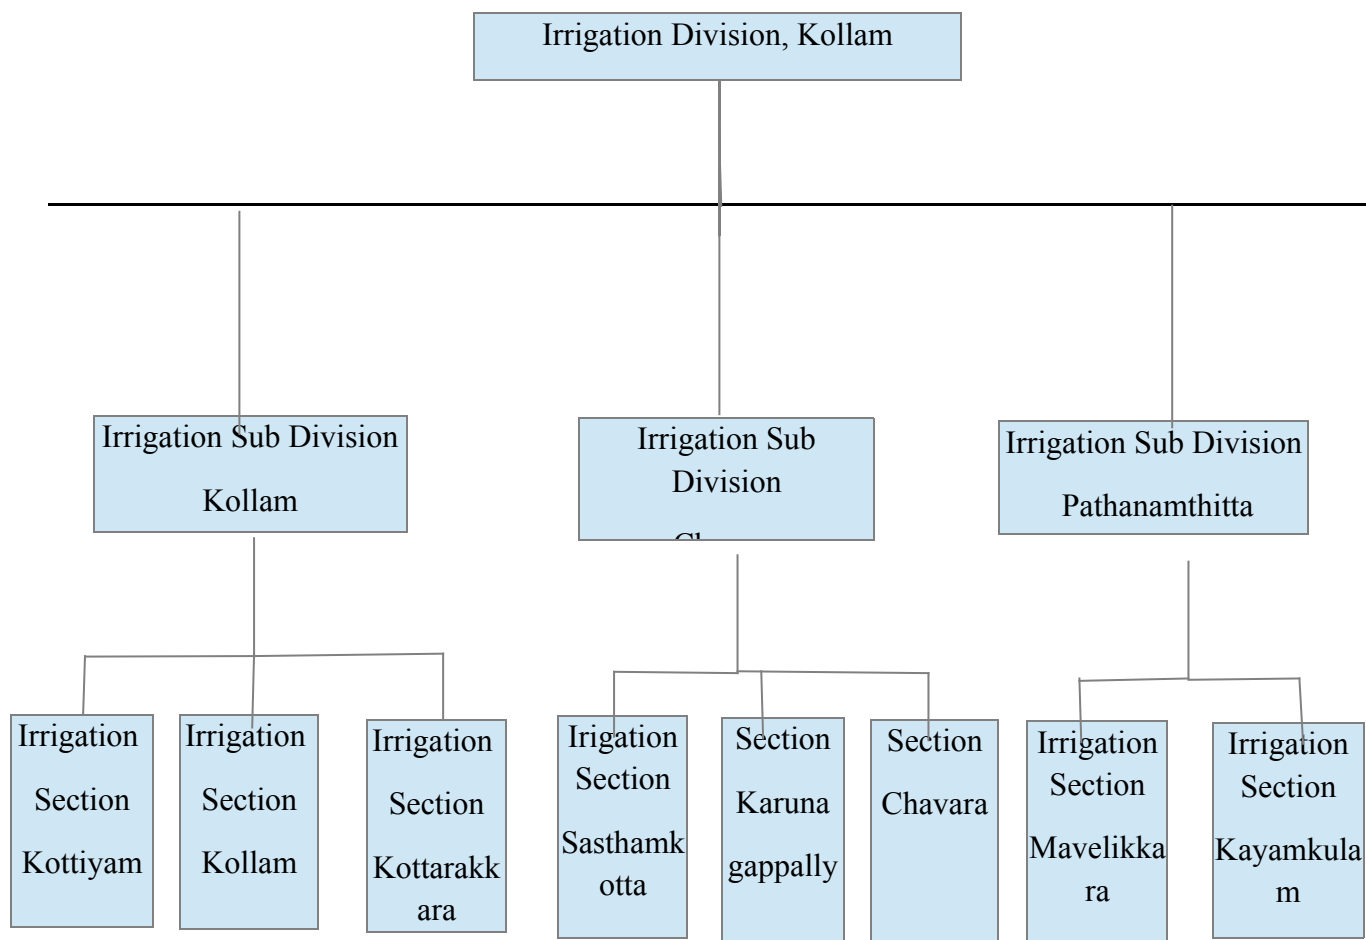 Irrigation Division, Kollam
Irrigation Sub Division
Kollam
Irrigation Sub
Division
Irrigation Sub Division
Pathanamthitta
Irrigation
Section
Kottiyam
Irrigation
Section
Kollam
Irrigation
Section
Kottarakk
ara
Irigation
Section
Sasthamk
otta
Section
Karuna
gappally
Section
Chavara
Irrigation
Section
Mavelikka
ra
Irrigation
Section
Kayamkula
m